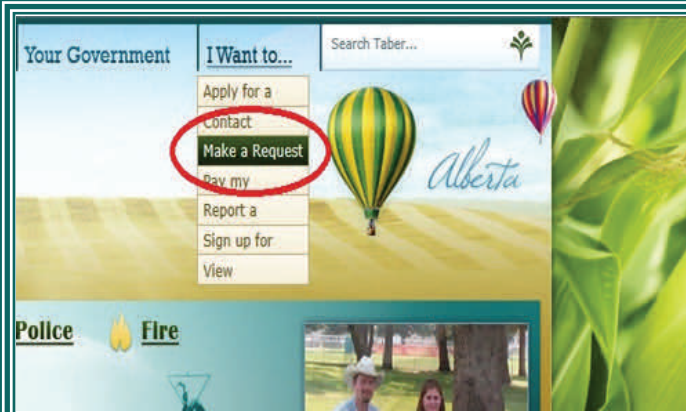 Your Government
I Want to...
Search Taber...
Apply for a
Contact
Make a Request
Pay my
Report a
Sign up for
View
Alberta
Police
Fire